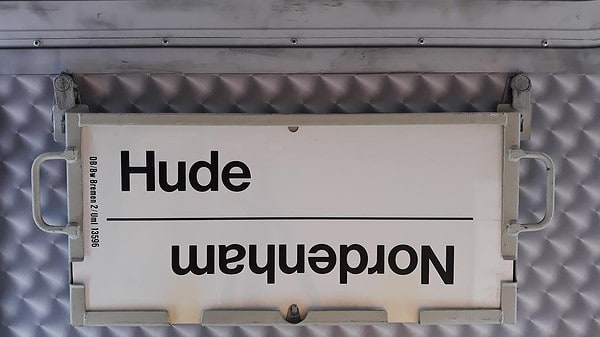 Hude
Nordenham
DB/Bw Bremen 2/Uml 13596